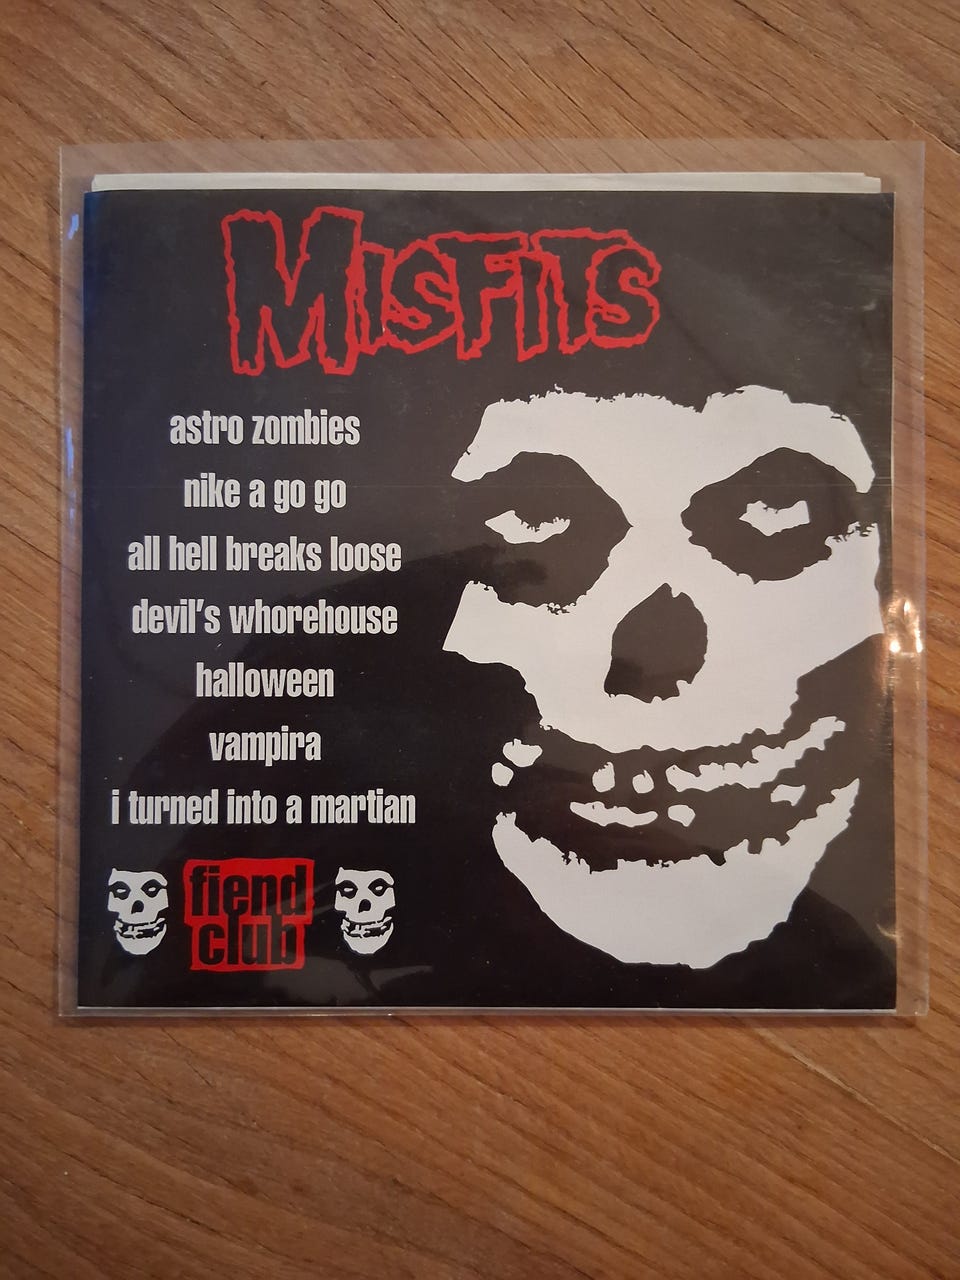 Misfits
astro zombies
nike a go go
all hell breaks loose
devil's whorehouse
halloween
vampira
i turned into a martian
fiend
club